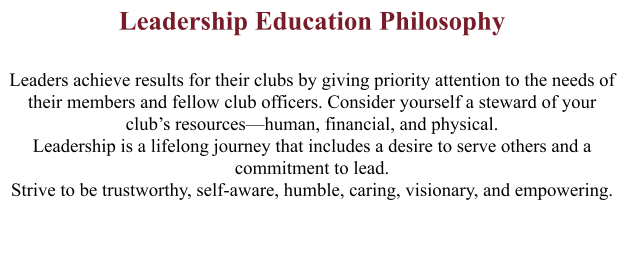 Leadership Education Philosophy
Leaders achieve results for their clubs by giving priority attention to the needs of
their members and fellow club officers. Consider yourself a steward of your
club’s resources—human, financial, and physical.
Leadership is a lifelong journey that includes a desire to serve others and a
commitment to lead.
Strive to be trustworthy, self-aware, humble, caring, visionary, and empowering.